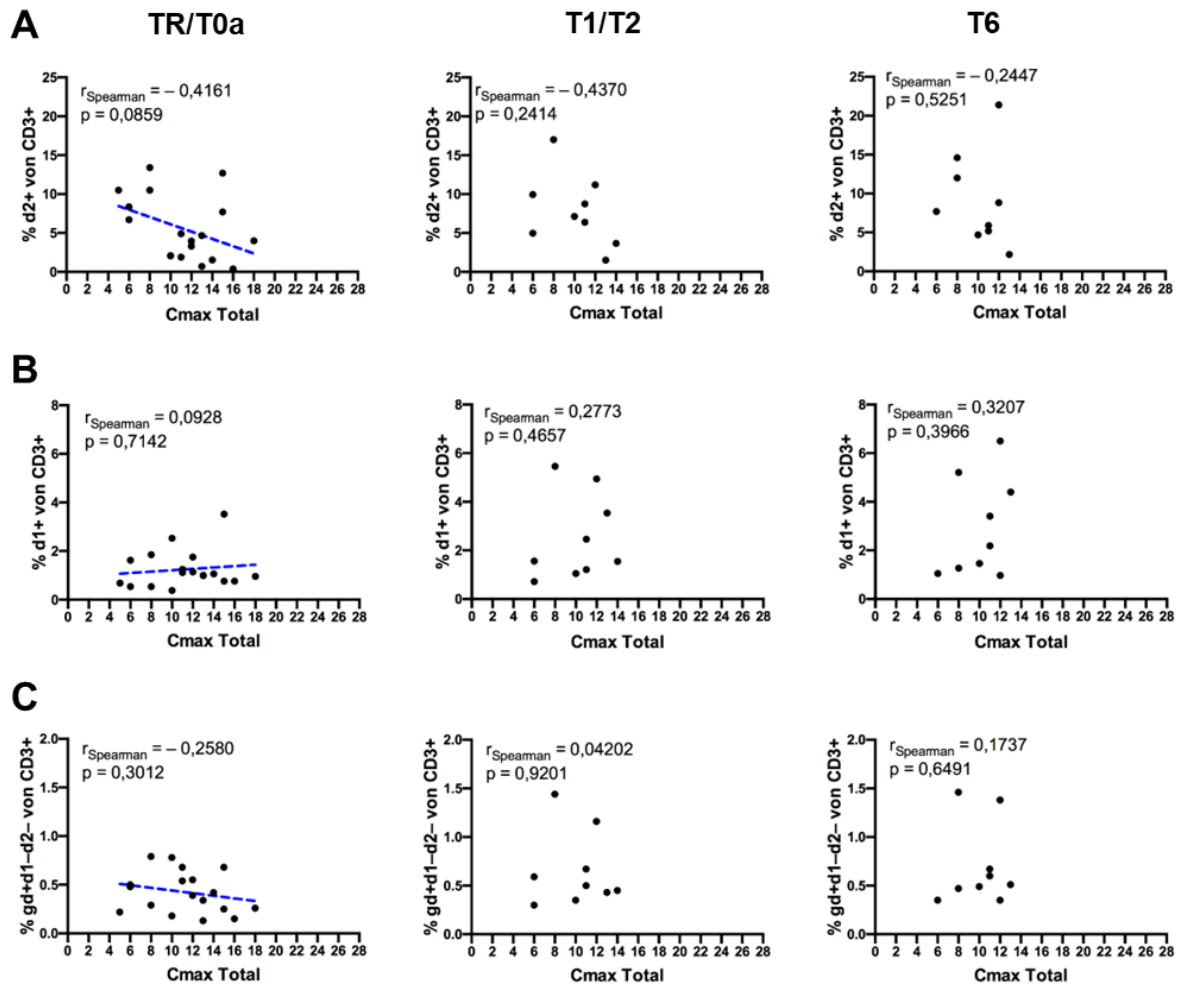 A
TR/T0a
T1/T2
T6
% d2+ von CD3+
25
20
15
10
5
0
rSpearman = – 0,4161
p = 0,0859
0 2 4 6 8 10 12 14 16 18 20 22 24 26 28
Cmax Total
% d2+ von CD3+
25
20
15
10
5
0
rSpearman = – 0,4370
p = 0,2414
0 2 4 6 8 10 12 14 16 18 20 22 24 26 28
Cmax Total
% d2+ von CD3+
25
20
15
10
5
0
rSpearman = – 0,2447
p = 0,5251
0 2 4 6 8 10 12 14 16 18 20 22 24 26 28
Cmax Total
B
% d1+ von CD3+
8
6
4
2
0
rSpearman = 0,0928
p = 0,7142
0 2 4 6 8 10 12 14 16 18 20 22 24 26 28
Cmax Total
% d1+ von CD3+
8
6
4
2
0
rSpearman = 0,2773
p = 0,4657
0 2 4 6 8 10 12 14 16 18 20 22 24 26 28
Cmax Total
% d1+ von CD3+
8
6
4
2
0
rSpearman = 0,3207
p = 0,3966
0 2 4 6 8 10 12 14 16 18 20 22 24 26 28
Cmax Total
C
% gd+d1–d2– von CD3+
2.0
1.5
1.0
0.5
0.0
rSpearman = – 0,2580
p = 0,3012
0 2 4 6 8 10 12 14 16 18 20 22 24 26 28
Cmax Total
% gd+d1–d2– von CD3+
2.0
1.5
1.0
0.5
0.0
rSpearman = 0,04202
p = 0,9201
0 2 4 6 8 10 12 14 16 18 20 22 24 26 28
Cmax Total
% gd+d1–d2– von CD3+
2.0
1.5
1.0
0.5
0.0
rSpearman = 0,1737
p = 0,6491
0 2 4 6 8 10 12 14 16 18 20 22 24 26 28
Cmax Total